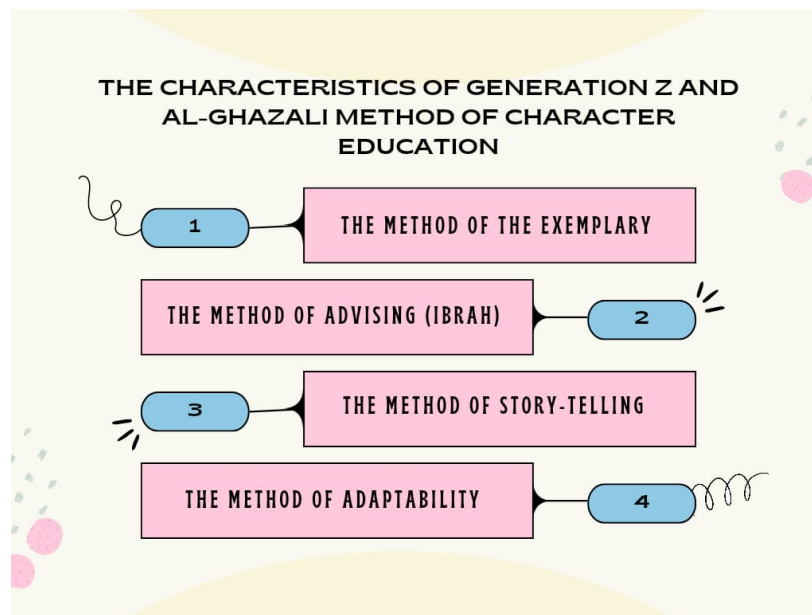 THE CHARACTERISTICS OF GENERATION Z AND
AL-GHAZALI METHOD OF CHARACTER
EDUCATION
1
THE METHOD OF THE EXEMPLARY
THE METHOD OF ADVISING (IBRAH)
2
3
THE METHOD OF STORY-TELLING
THE METHOD OF ADAPTABILITY
4